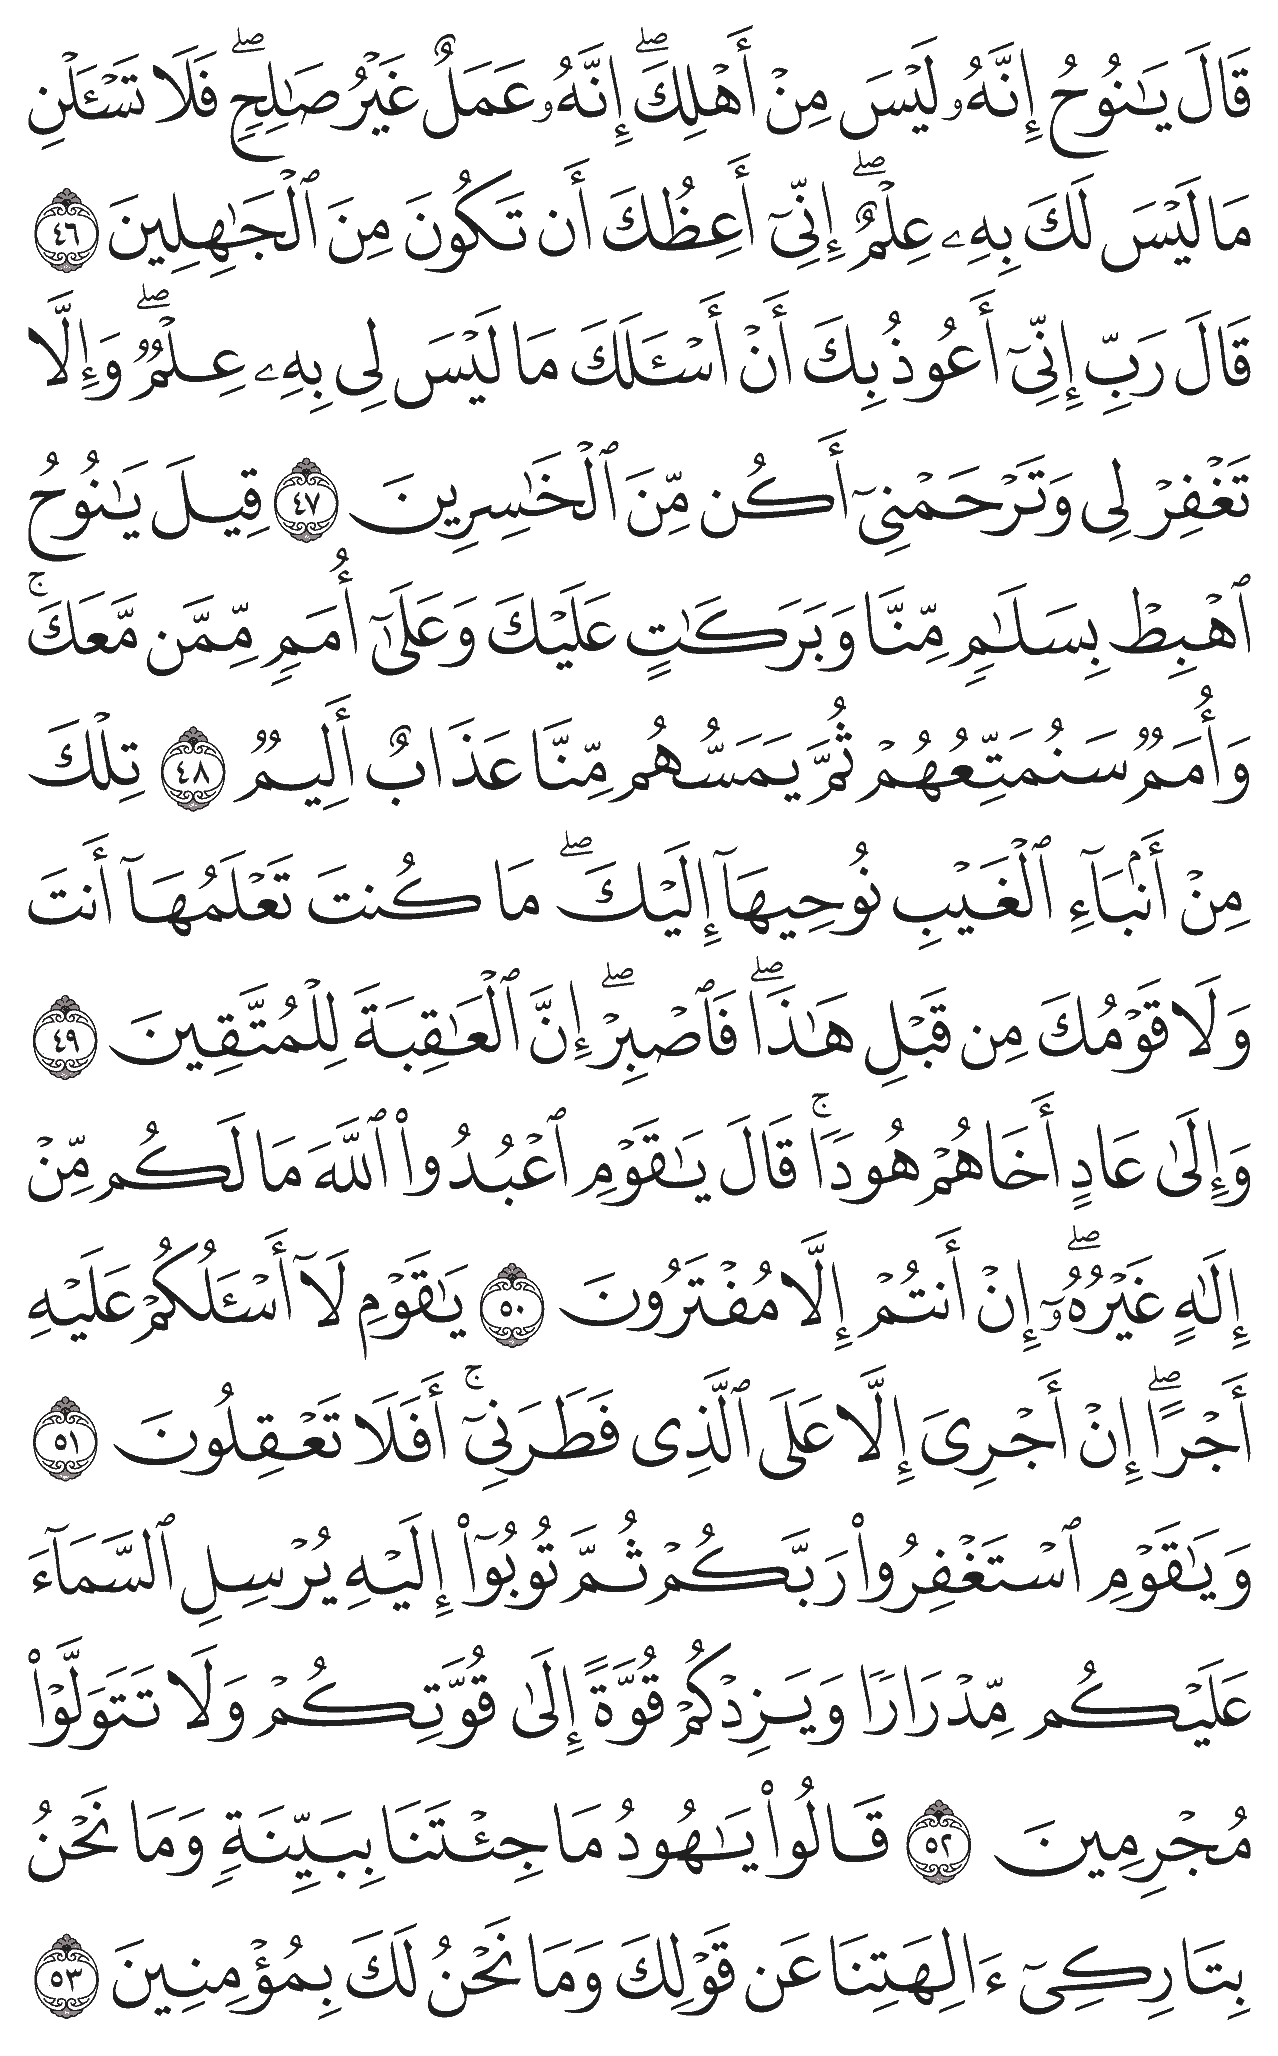 قَالَ يَٰنُوحُ إِنَّهُۥ لَيۡسَ مِنۡ أَهۡلِكَۖ إِنَّهُۥ عَمَلٌ غَيۡرُ صَٰلِحٖۖ فَلَا تَسۡـَٔلۡنِ
مَا لَيۡسَ لَكَ بِهِۦ عِلۡمٌۖ إِنِّيٓ أَعِظُكَ أَن تَكُونَ مِنَ ٱلۡجَٰهِلِينَ ٤٦
قَالَ رَبِّ إِنِّيٓ أَعُوذُ بِكَ أَنۡ أَسۡـَٔلَكَ مَا لَيۡسَ لِي بِهِۦ عِلۡمٞۖ وَإِلَّا
تَغۡفِرۡ لِي وَتَرۡحَمۡنِيٓ أَكُن مِّنَ ٱلۡخَٰسِرِينَ ٤٧ قِيلَ يَٰنُوحُ
ٱهۡبِطۡ بِسَلَٰمٖ مِّنَّا وَبَرَكَٰتٍ عَلَيۡكَ وَعَلَىٰٓ أُمَمٖ مِّمَّن مَّعَكَۚ
وَأُمَمٞ سَنُمَتِّعُهُمۡ ثُمَّ يَمَسُّهُم مِّنَّا عَذَابٌ أَلِيمٞ ٤٨ تِلۡكَ
مِنۡ أَنۢبَآءِ ٱلۡغَيۡبِ نُوحِيهَآ إِلَيۡكَۖ مَا كُنتَ تَعۡلَمُهَآ أَنتَ
وَلَا قَوۡمُكَ مِن قَبۡلِ هَٰذَاۖ فَٱصۡبِرۡۖ إِنَّ ٱلۡعَٰقِبَةَ لِلۡمُتَّقِينَ ٤٩
وَإِلَىٰ عَادٍ أَخَاهُمۡ هُودٗاۚ قَالَ يَٰقَوۡمِ ٱعۡبُدُواْ ٱللَّهَ مَا لَكُم مِّنۡ
إِلَٰهٍ غَيۡرُهُۥٓۖ إِنۡ أَنتُمۡ إِلَّا مُفۡتَرُونَ ٥٠ يَٰقَوۡمِ لَآ أَسۡـَٔلُكُمۡ عَلَيۡهِ
أَجۡرًاۖ إِنۡ أَجۡرِيَ إِلَّا عَلَى ٱلَّذِي فَطَرَنِيٓۚ أَفَلَا تَعۡقِلُونَ ٥١
وَيَٰقَوۡمِ ٱسۡتَغۡفِرُواْ رَبَّكُمۡ ثُمَّ تُوبُوٓاْ إِلَيۡهِ يُرۡسِلِ ٱلسَّمَآءَ
عَلَيۡكُم مِّدۡرَارٗا وَيَزِدۡكُمۡ قُوَّةً إِلَىٰ قُوَّتِكُمۡ وَلَا تَتَوَلَّوۡاْ
مُجۡرِمِينَ ٥٢ قَالُواْ يَٰهُودُ مَا جِئۡتَنَا بِبَيِّنَةٖ وَمَا نَحۡنُ
بِتَارِكِيٓ ءَالِهَتِنَا عَن قَوۡلِكَ وَمَا نَحۡنُ لَكَ بِمُؤۡمِنِينَ ٥٣